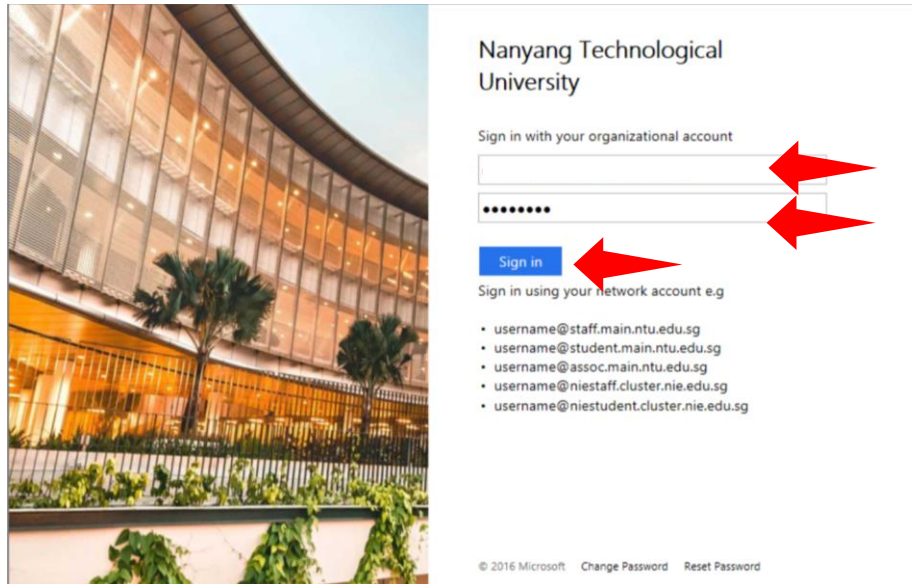 Nanyang Technological
University
Sign in with your organizational account
••••••••
Sign in
Sign in using your network account e.g
• username@staff.main.ntu.edu.sg
• username@student.main.ntu.edu.sg
• username@assoc.main.ntu.edu.sg
• username@niestaff.cluster.nie.edu.sg
• username@niestudent.cluster.nie.edu.sg
© 2016 Microsoft Change Password Reset Password